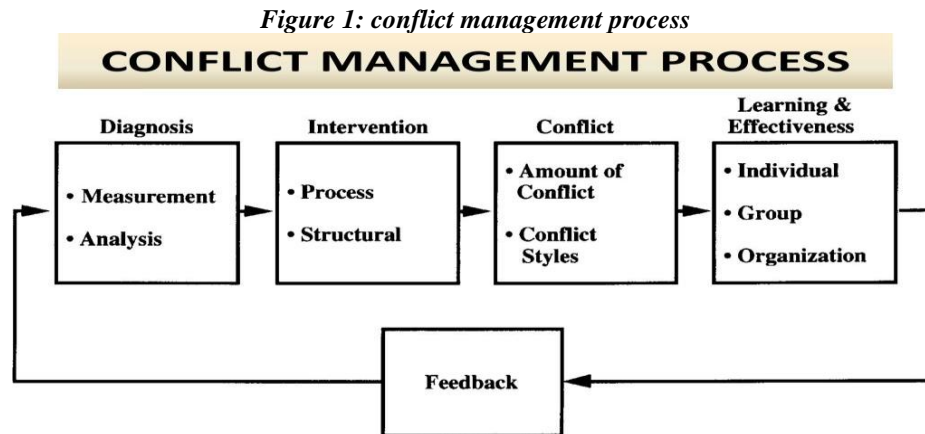 Figure 1: conflict management process
CONFLICT MANAGEMENT PROCESS
Diagnosis
• Measurement
• Analysis
Intervention
• Process
• Structural
Conflict
• Amount of
Conflict
• Conflict
Styles
Learning &
Effectiveness
• Individual
• Group
• Organization
Feedback